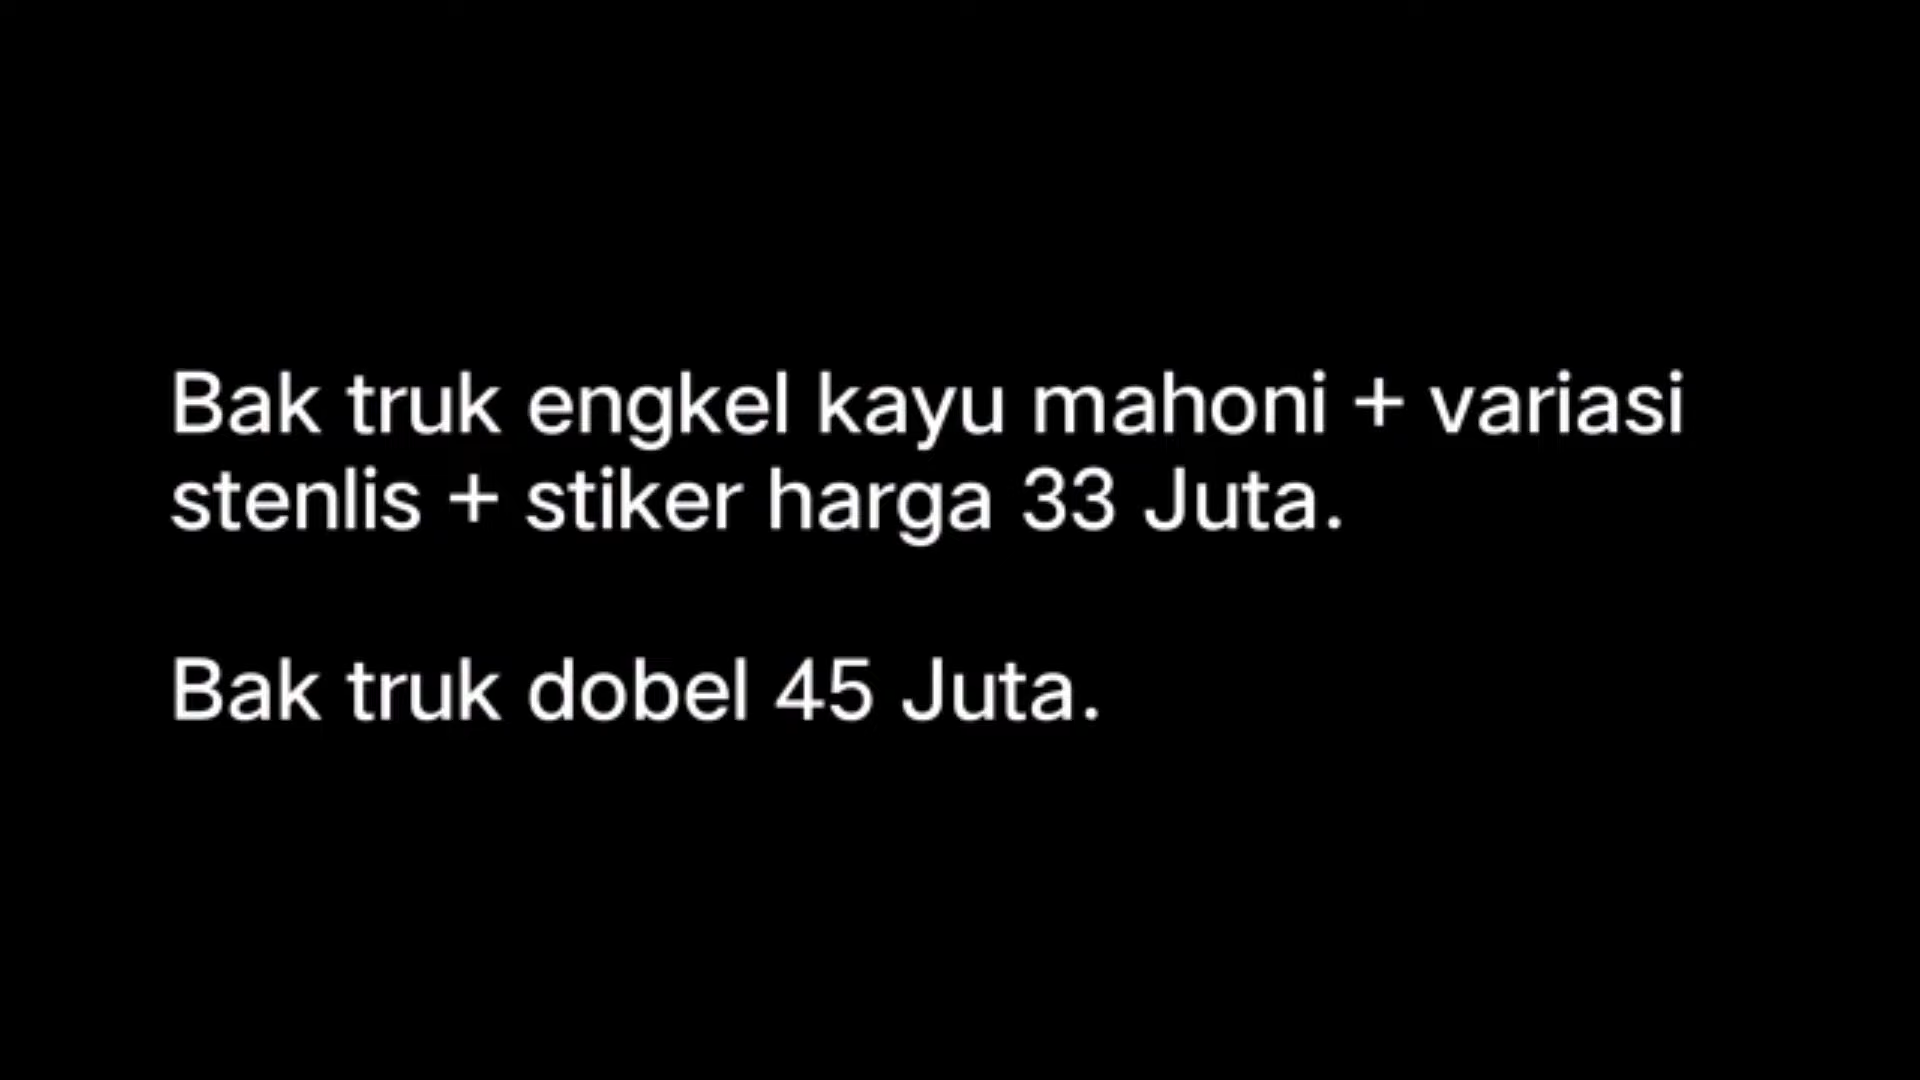 Bak truk engkel kayu mahoni + variasi
stenlis + stiker harga 33 Juta.
Bak truk dobel 45 Juta.